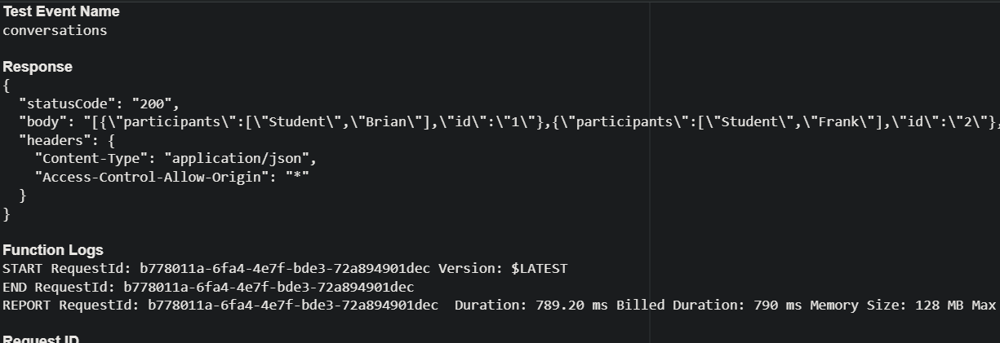 Test Event Name
conversations
Response
{
  "statusCode": "200",
  "body": "[{\"participants\":[\"Student\",\"Brian\"],\"id\":\"1\"},{\"participants\":[\"Student\",\"Frank\"],\"id\":\"2\"},
  "headers": {
    "Content-Type": "application/json",
    "Access-Control-Allow-Origin": "*"
  }
}
Function Logs
START RequestId: b778011a-6fa4-4e7f-bde3-72a894901dec Version: $LATEST
END RequestId: b778011a-6fa4-4e7f-bde3-72a894901dec
REPORT RequestId: b778011a-6fa4-4e7f-bde3-72a894901dec  Duration: 789.20 ms Billed Duration: 790 ms Memory Size: 128 MB Max
Request ID